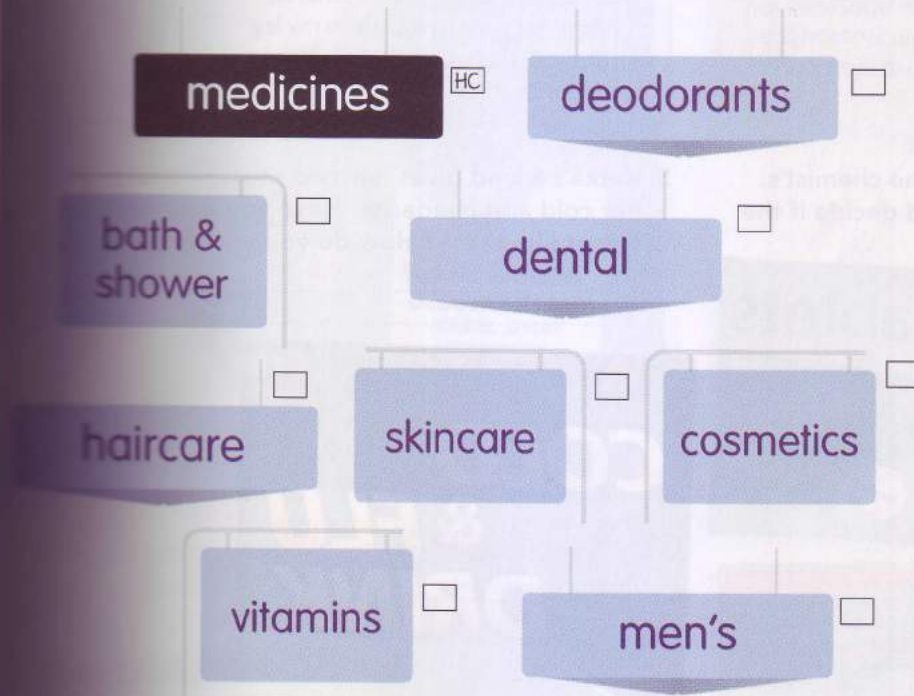 medicines HC
deodorants
bath &
shower
dental
haircare
skincare
cosmetics
vitamins
men's